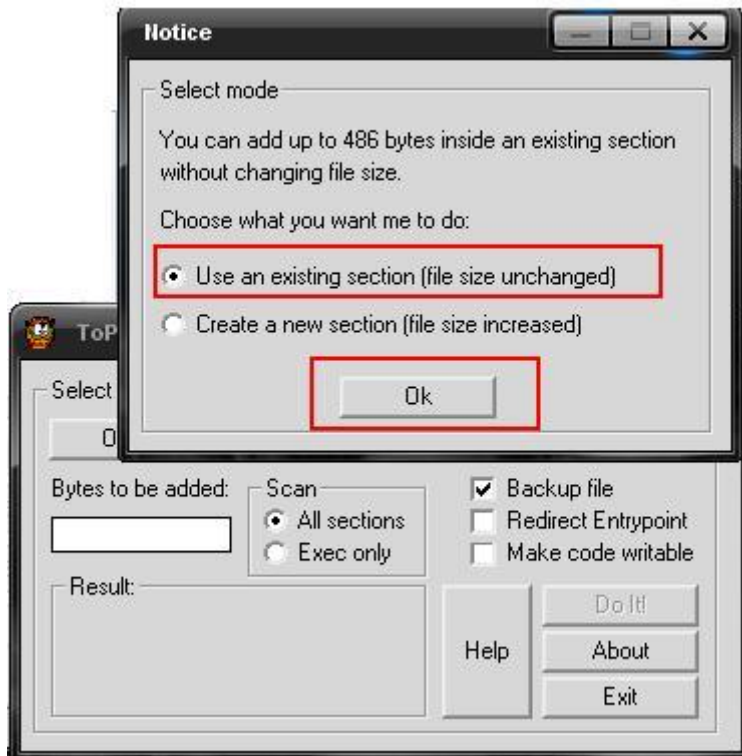 Notice
Select mode
You can add up to 486 bytes inside an existing section
without changing file size.
Choose what you want me to do:
Use an existing section (file size unchanged)
Create a new section (file size increased)
Ok
ToP
Select
O
Bytes to be added:
Scan
All sections
Exec only
Backup file
Redirect Entrypoint
Make code writable
Result:
Help
Do It!
About
Exit